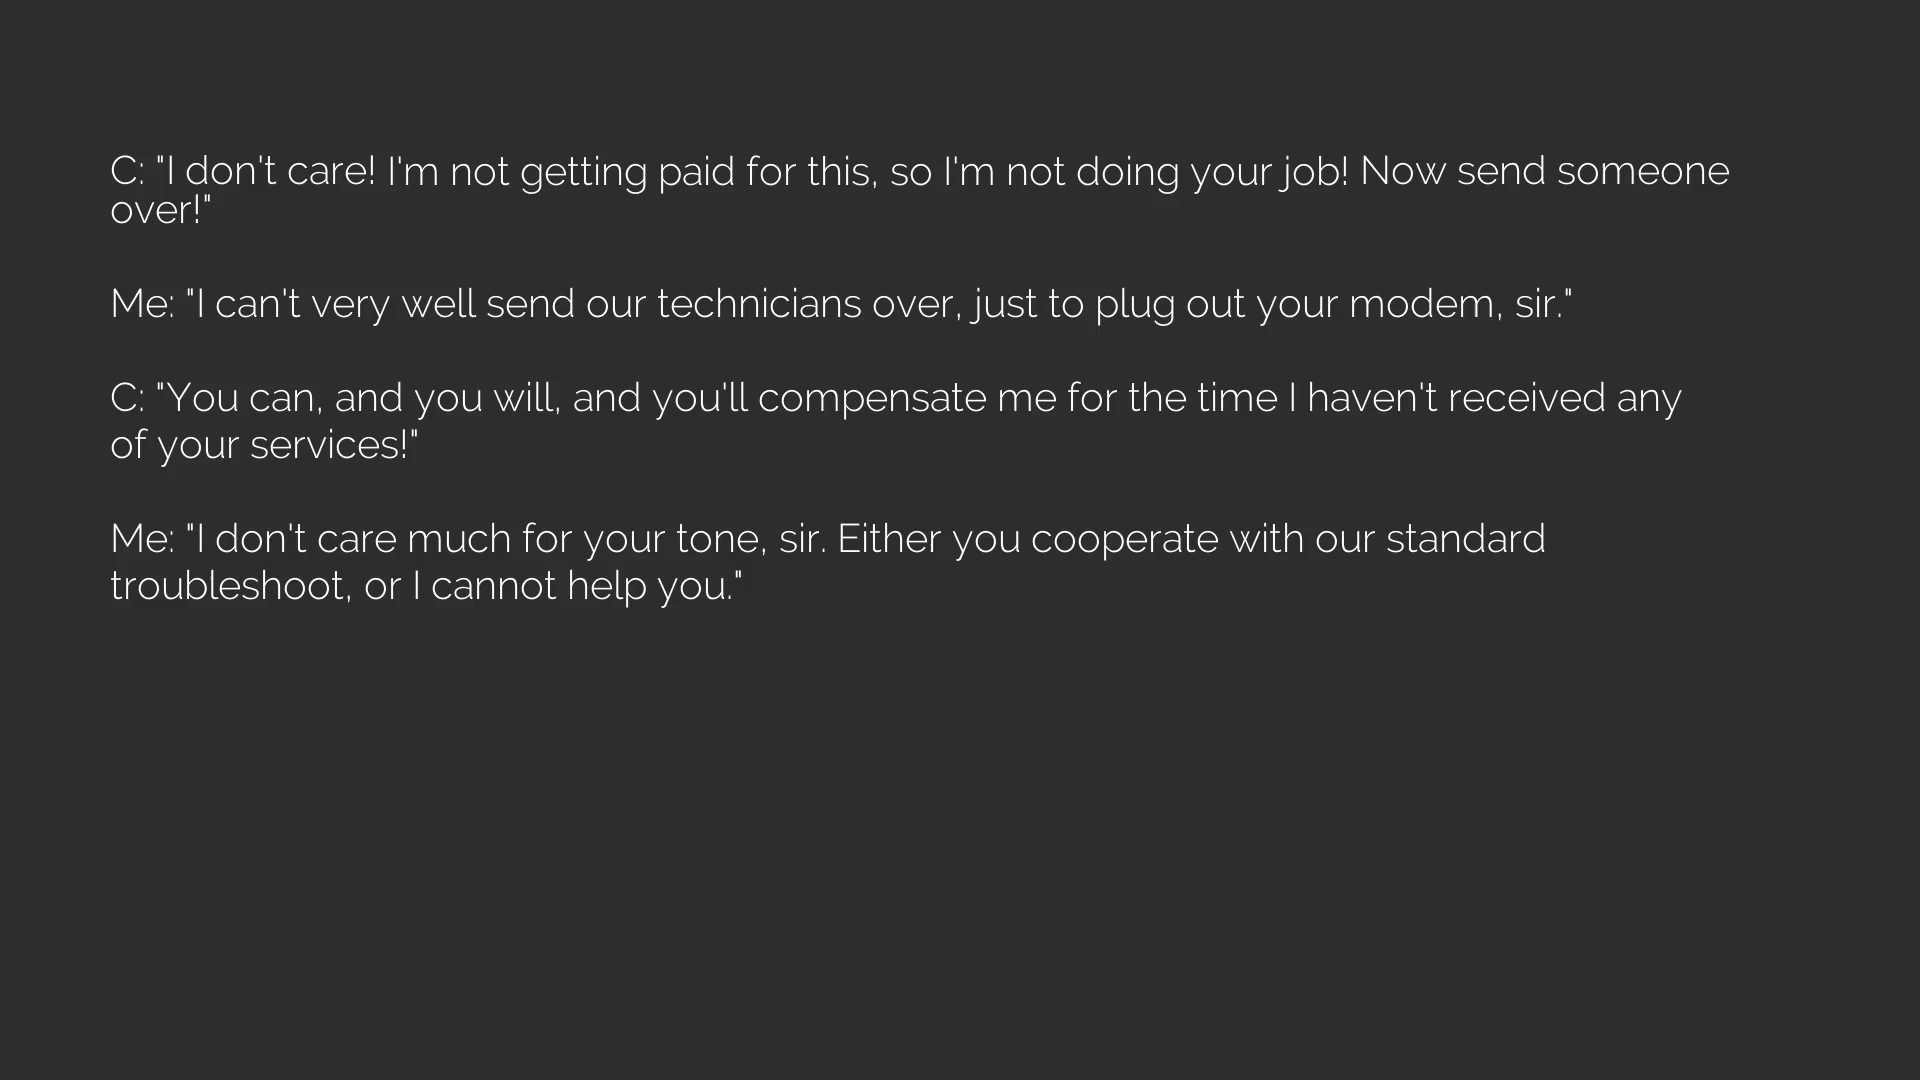 C: "I don't care! I'm not getting paid for this, so I'm not doing your job! Now send someone
over!"
Me: "I can't very well send our technicians over, just to plug out your modem, sir."
C: "You can, and you will, and you'll compensate me for the time I haven't received any
of your services!"
Me: "I don't care much for your tone, sir. Either you cooperate with our standard
troubleshoot, or I cannot help you."